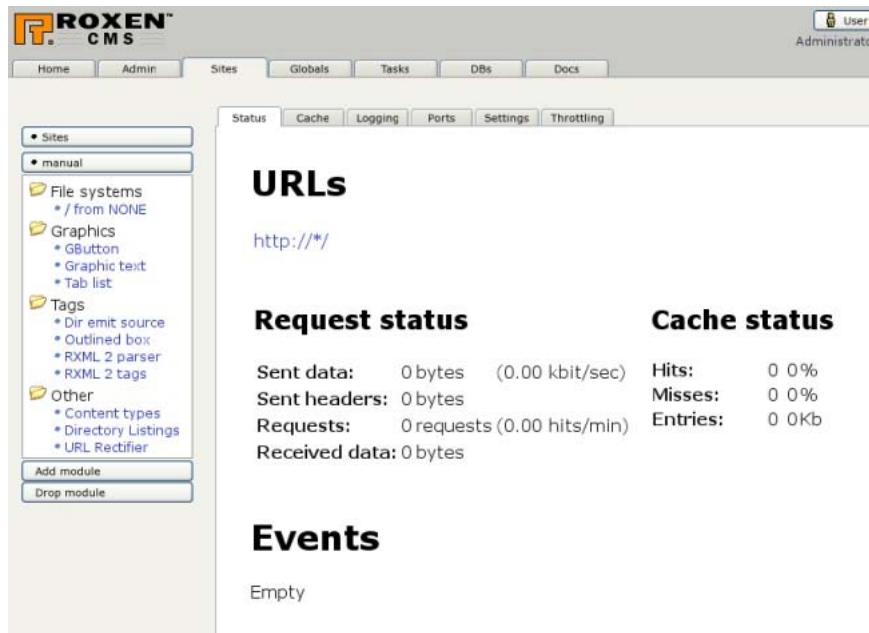 ROXEN™
CMS
User
Administrato
Home Admin Sites Globals Tasks DBs Docs
Status Cache Logging Ports Settings Throttling
• Sites
• manual
File systems
• / from NONE
Graphics
• GButton
• Graphic text
• Tab list
Tags
• Dir emit source
• Outlined box
• RXML 2 parser
• RXML 2 tags
Other
• Content types
• Directory Listings
• URL Rectifier
Add module
Drop module
URLs
http://*/
Request status
Sent data: 0 bytes (0.00 kbit/sec)
Sent headers: 0 bytes
Requests: 0 requests (0.00 hits/min)
Received data: 0 bytes
Cache status
Hits: 0 0%
Misses: 0 0%
Entries: 0 0Kb
Events
Empty